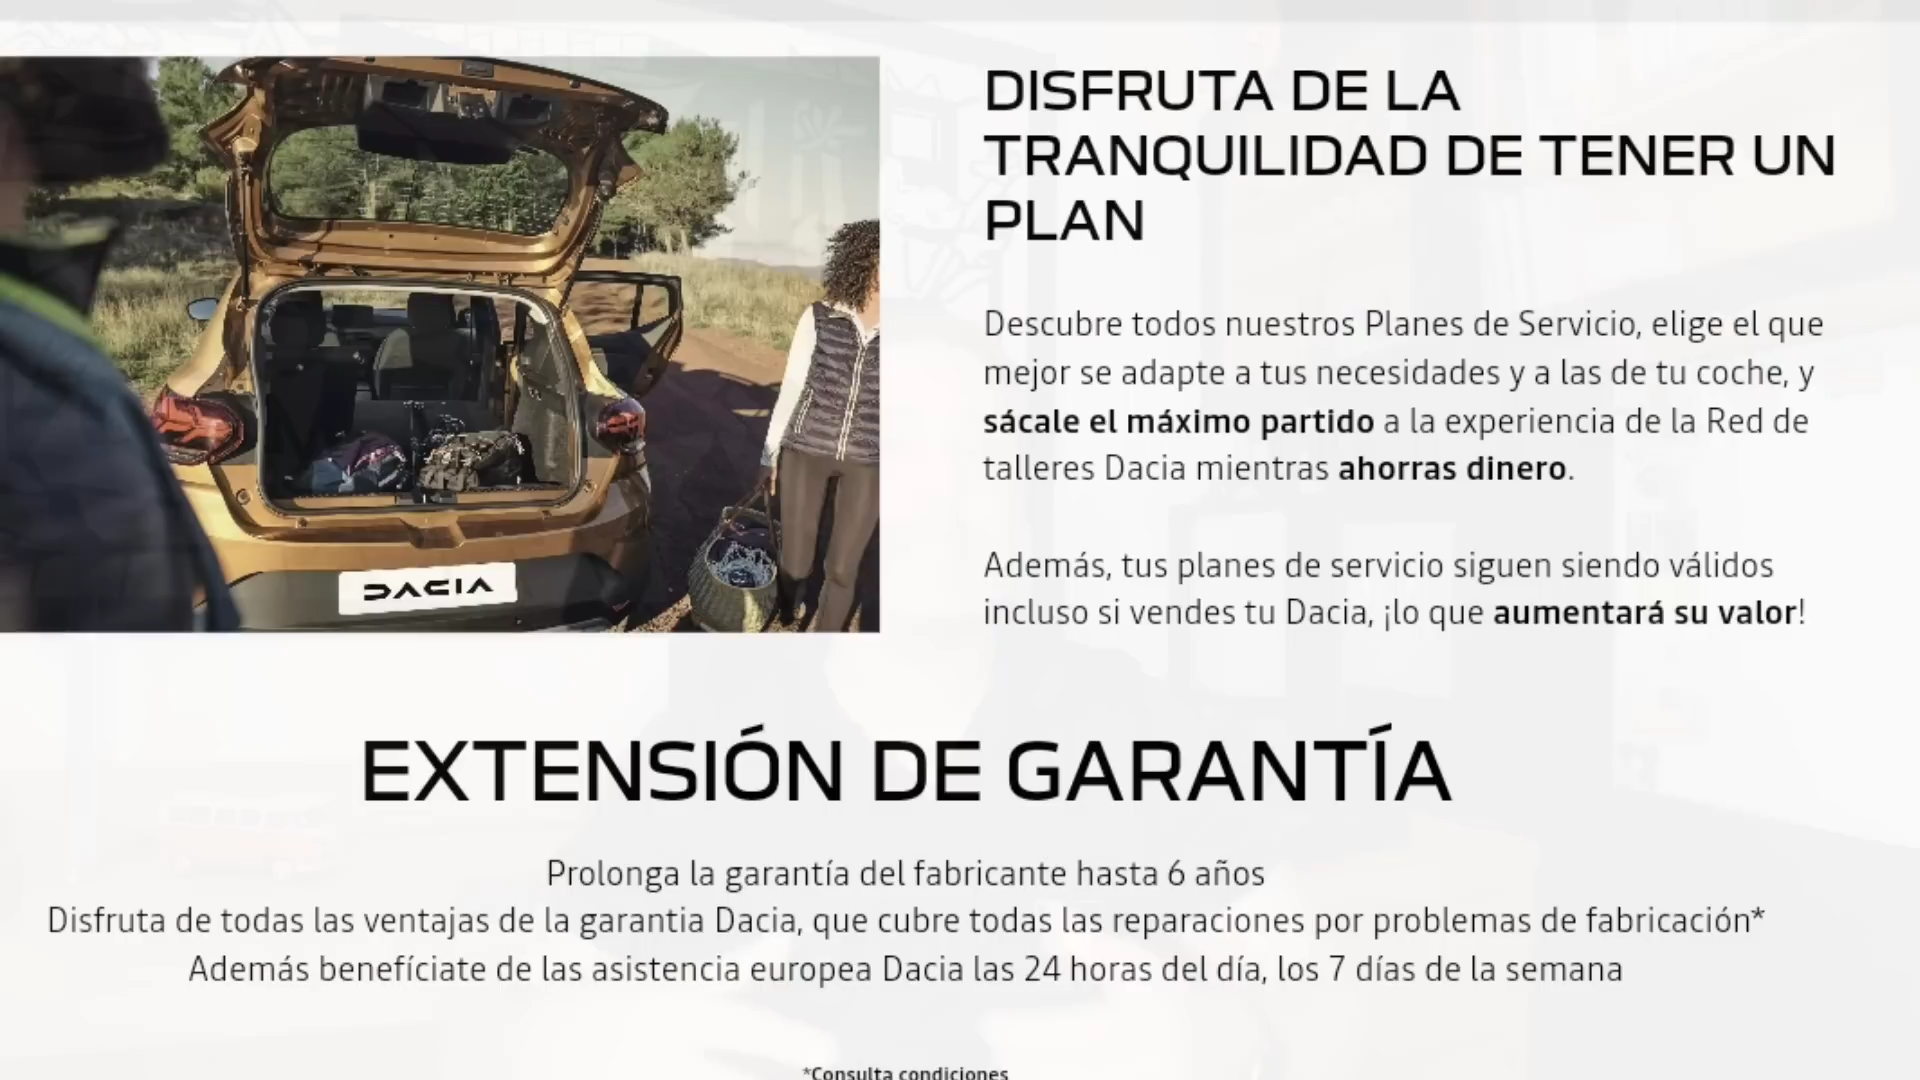 DACIA
DISFRUTA DE LA
TRANQUILIDAD DE TENER UN
PLAN
Descubre todos nuestros Planes de Servicio, elige el que
mejor se adapte a tus necesidades y a las de tu coche, y
sácale el máximo partido a la experiencia de la Red de
talleres Dacia mientras ahorras dinero.
Además, tus planes de servicio siguen siendo válidos
incluso si vendes tu Dacia, ¡lo que aumentará su valor!
EXTENSIÓN DE GARANTÍA
Prolonga la garantía del fabricante hasta 6 años
Disfruta de todas las ventajas de la garantia Dacia, que cubre todas las reparaciones por problemas de fabricación*
Además benefíciate de las asistencia europea Dacia las 24 horas del día, los 7 días de la semana
*Consulta condiciones